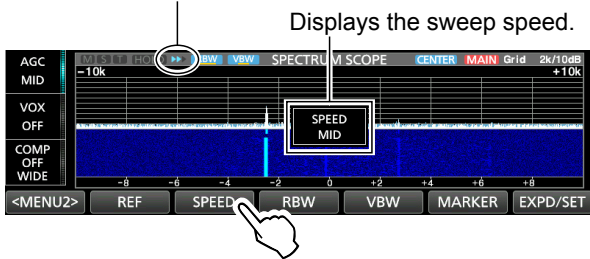 Displays the sweep speed.
AGC
MID
M S T HOLD RBW VBW SPECTRUM SCOPE CENTER MAIN Grid 2k/10dB
-10k +10k
VOX
OFF
SPEED
MID
COMP
OFF
WIDE
-8 -6 -4 -2 0 +2 +4 +6 +8
<MENU2> REF SPEED RBW VBW MARKER EXPD/SET